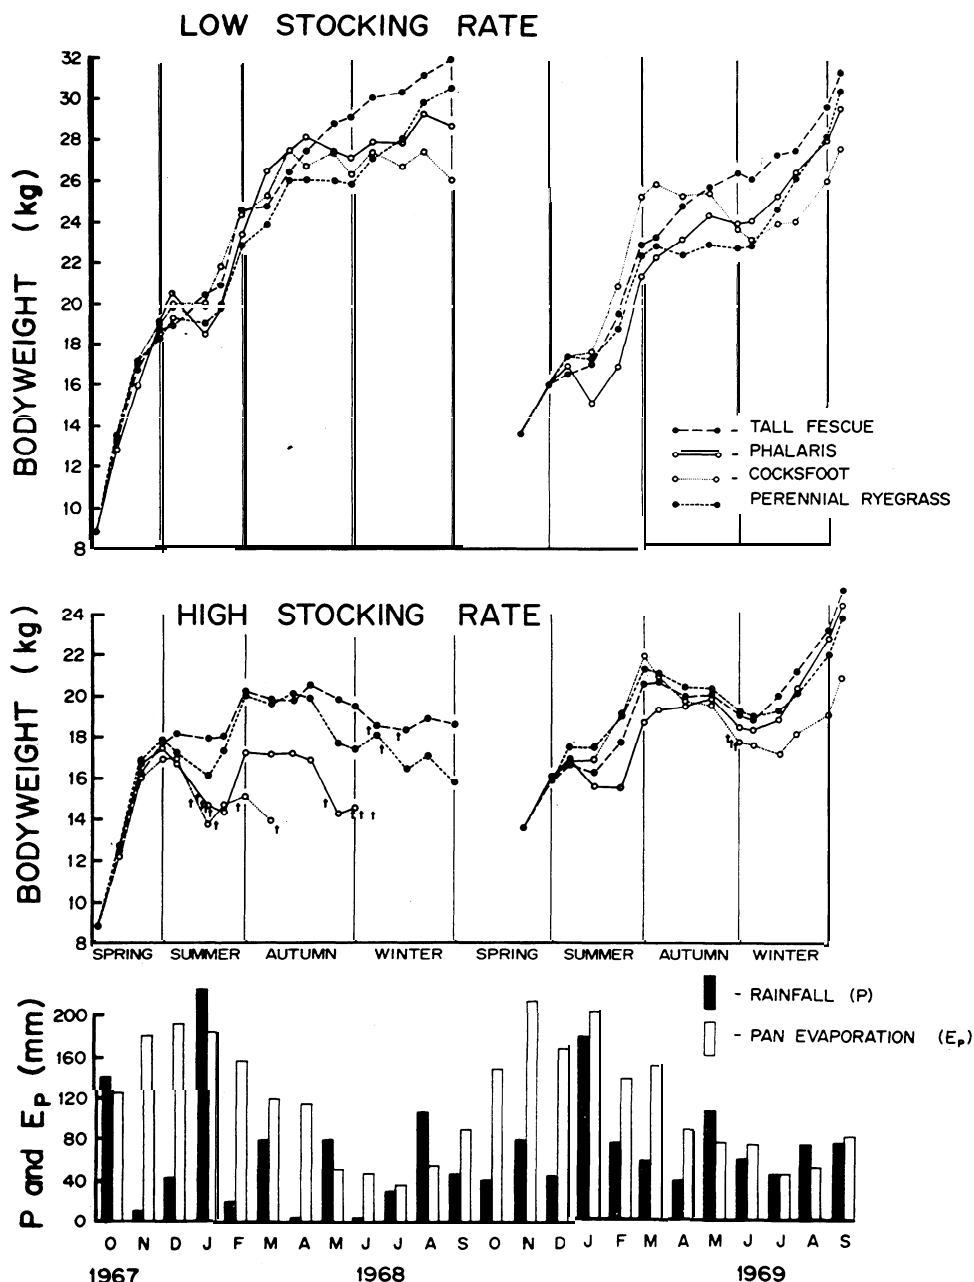 LOW STOCKING RATE
BODYWEIGHT (kg)
32
30
28
26
24
22
20
18
16
14
12
10
8
- TALL FESCUE
- PHALARIS
- COCKSFOOT
- PERENNIAL RYEGRASS
HIGH STOCKING RATE
BODYWEIGHT (kg)
24
22
20
18
16
14
12
10
8
SPRING SUMMER AUTUMN WINTER SPRING SUMMER AUTUMN WINTER
P and EP (mm)
200
160
120
80
40
0
- RAINFALL (P)
- PAN EVAPORATION (EP)
O N D J F M A M J J A S O N D J F M A M J J A S
1967 1968 1969